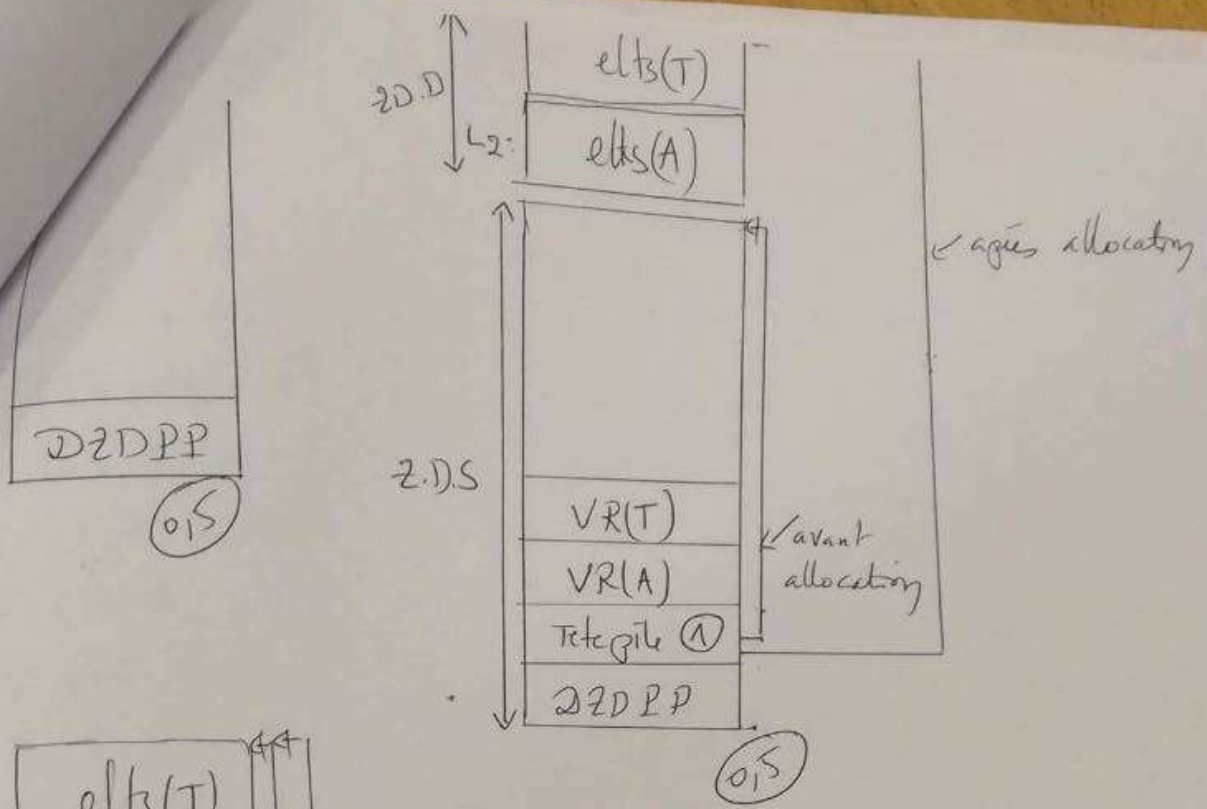 elts(T)
ZD.D
L2:
elts(A)
après allocation
DZDPP
0,5
Z.D.S
VR(T)
avant
allocation
VR(A)
Tete pile 1
DZDPP
0,5
elts(T)